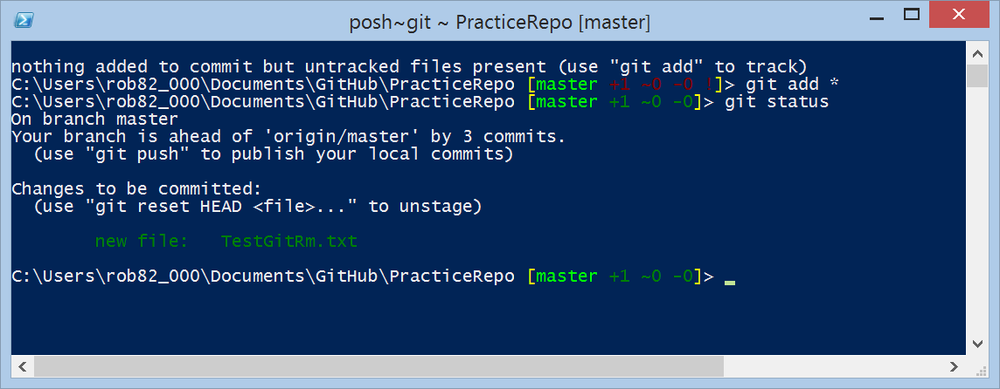 posh~git ~ PracticeRepo [master]
nothing added to commit but untracked files present (use "git add" to track)
C:\Users\rob82_000\Documents\GitHub\PracticeRepo [master +1 ~0 -0 !]> git add *
C:\Users\rob82_000\Documents\GitHub\PracticeRepo [master +1 ~0 -0]> git status
On branch master
Your branch is ahead of 'origin/master' by 3 commits.
  (use "git push" to publish your local commits)
Changes to be committed:
  (use "git reset HEAD <file>..." to unstage)
        new file:   TestGitRm.txt
C:\Users\rob82_000\Documents\GitHub\PracticeRepo [master +1 ~0 -0]>